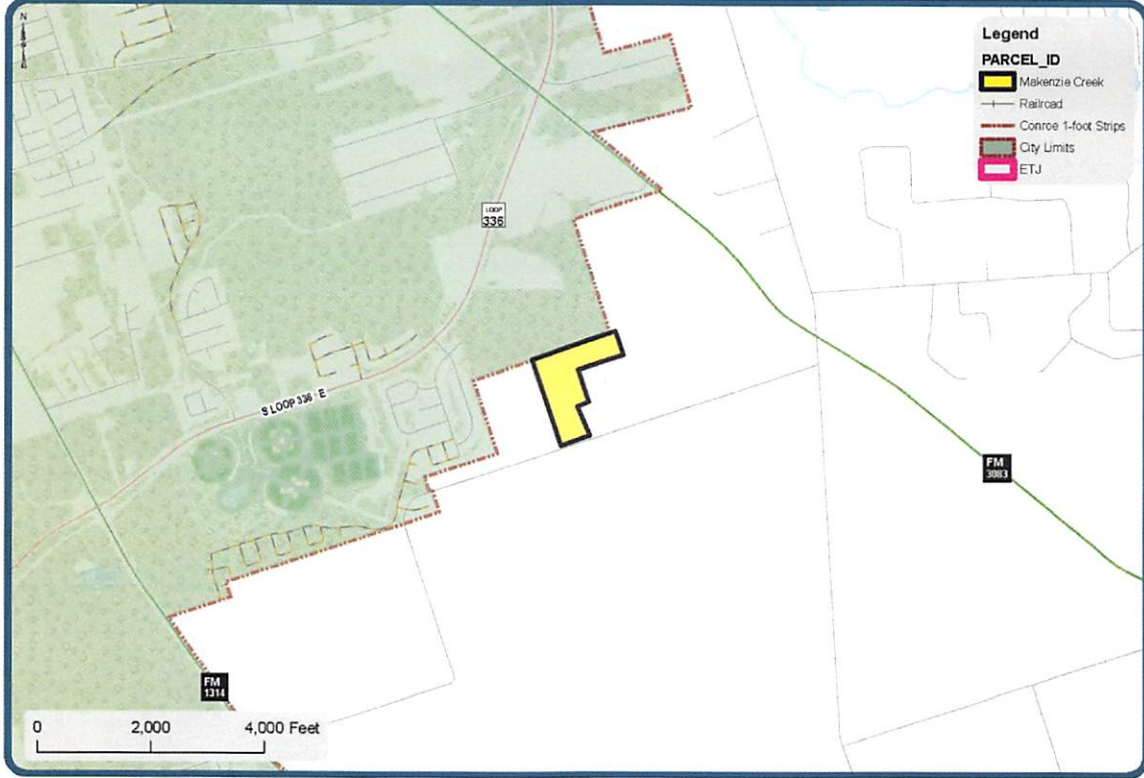 N
Legend
PARCEL_ID
Makenzie Creek
Railroad
Conroe 1-foot Strips
City Limits
ETJ
LOOP
336
S LOOP 336 E
FM
3083
FM
1314
0 2,000 4,000 Feet